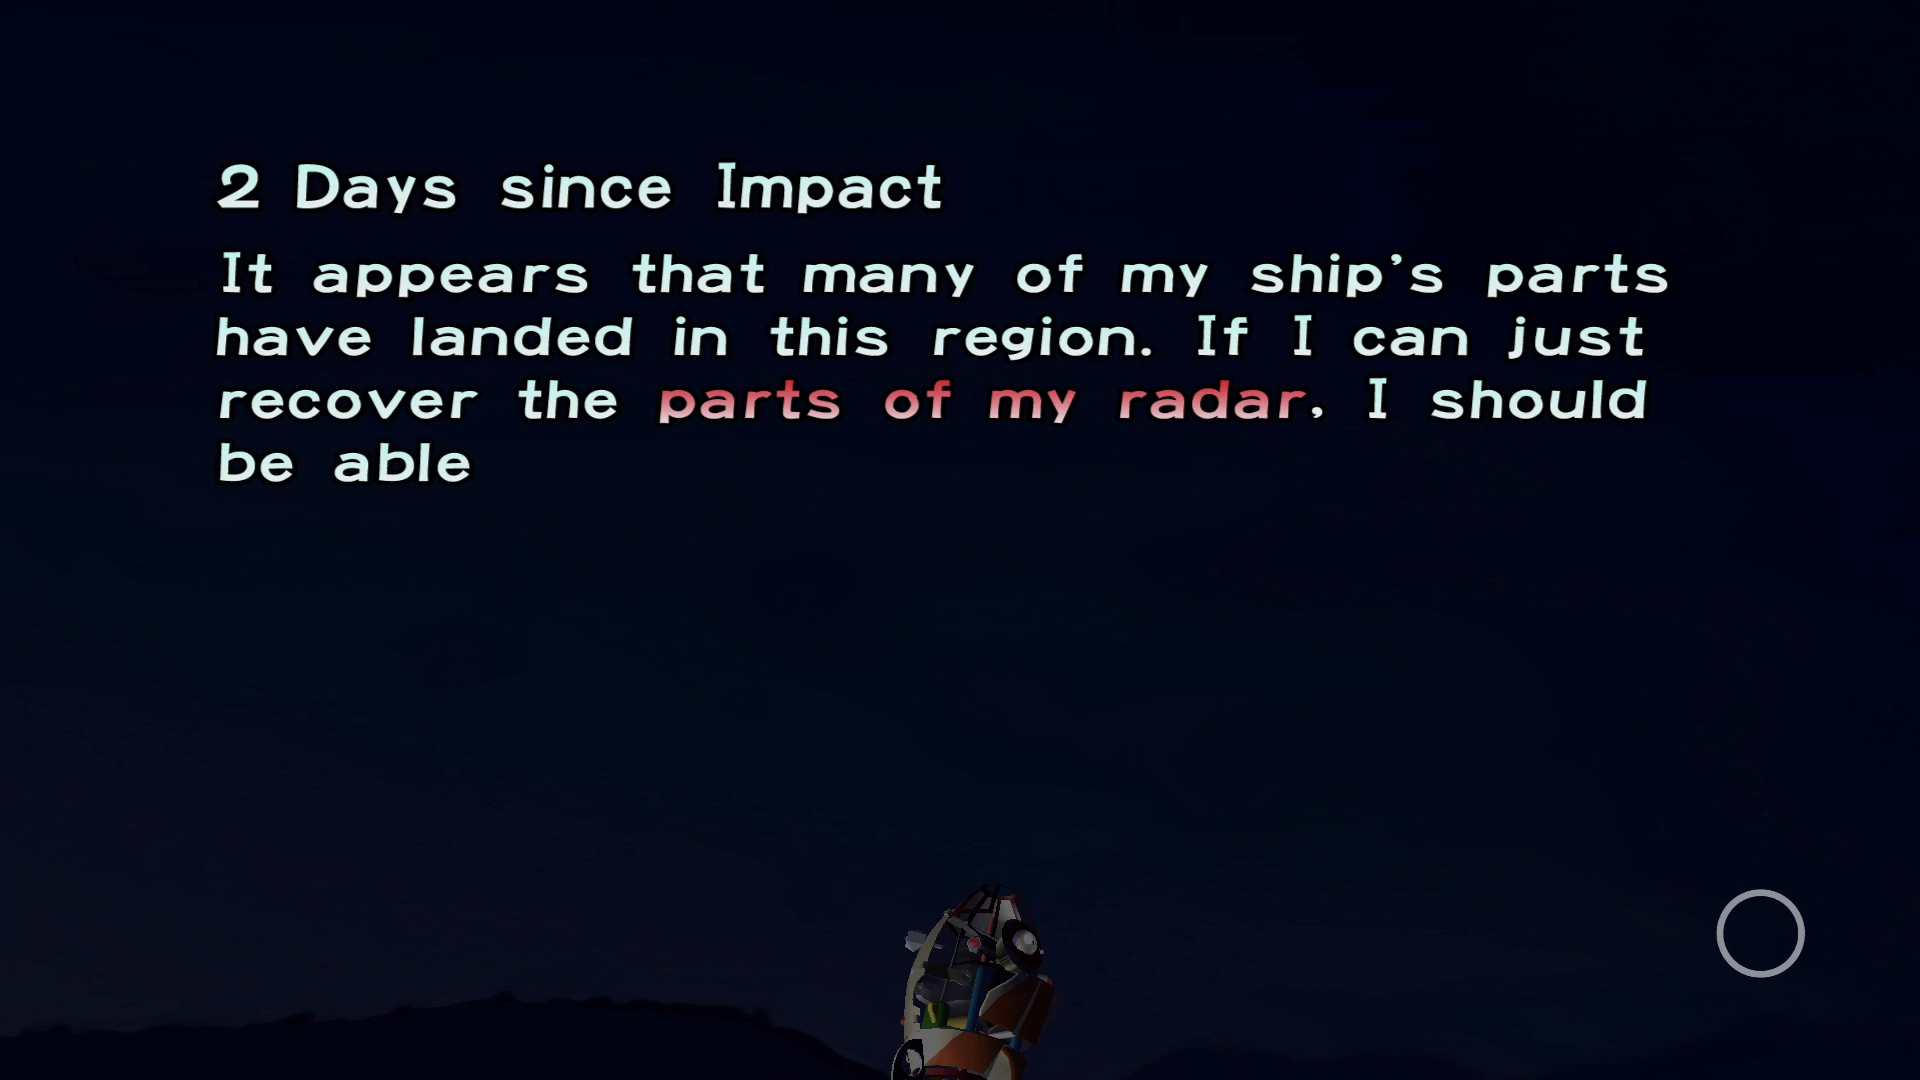 2 Days since Impact
It appears that many of my ship's parts
have landed in this region. If I can just
recover the parts of my radar, I should
be able